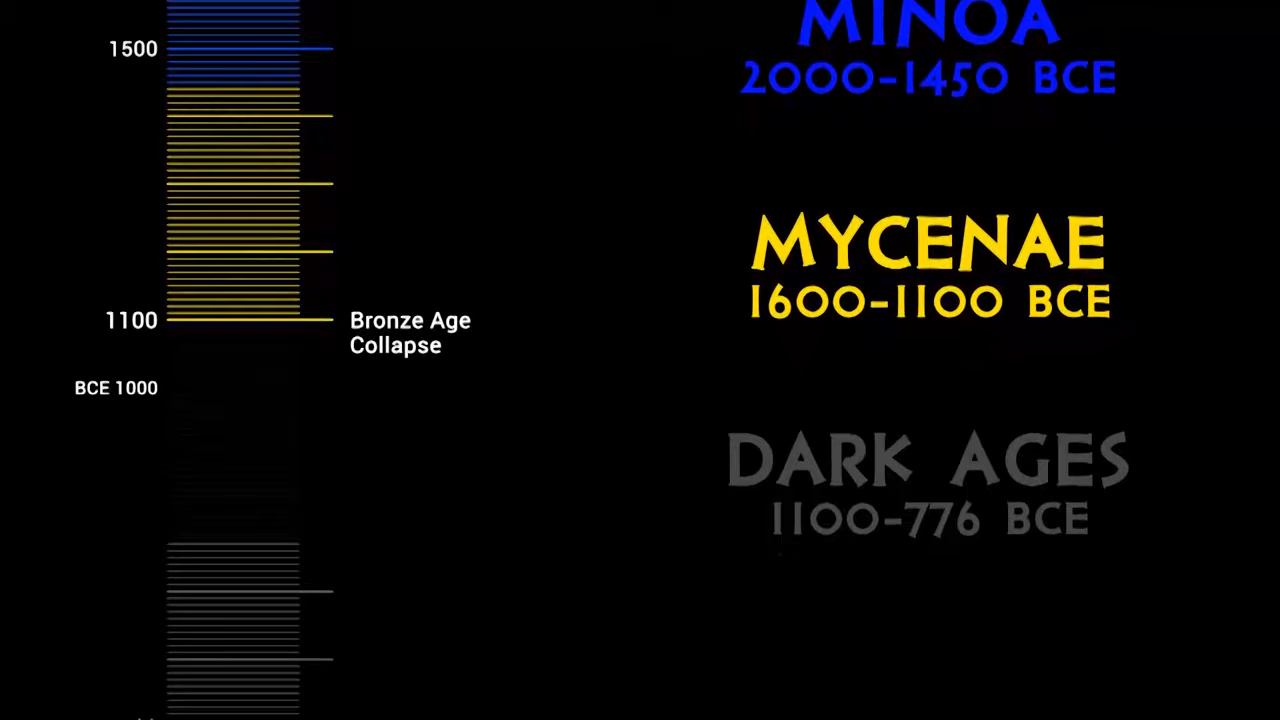 MINOA
2000-1450 BCE
1500
MYCENAE
1600-1100 BCE
1100
Bronze Age
Collapse
BCE 1000
DARK AGES
1100-776 BCE